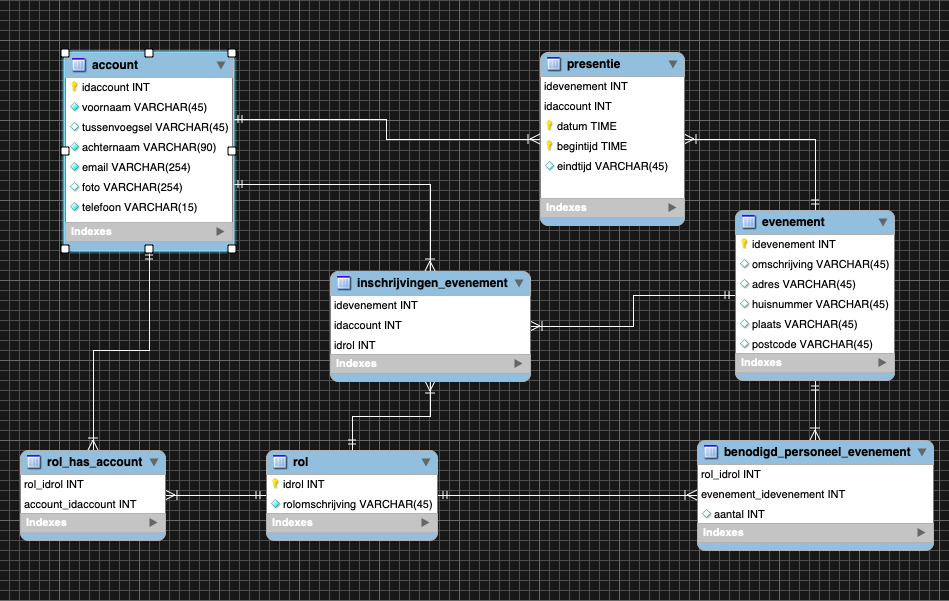 account
idaccount INT
voornaam VARCHAR(45)
tussenvoegsel VARCHAR(45)
achternaam VARCHAR(90)
email VARCHAR(254)
foto VARCHAR(254)
telefoon VARCHAR(15)
Indexes
presentie
idevenement INT
idaccount INT
datum TIME
begintijd TIME
eindtijd VARCHAR(45)
Indexes
evenement
idevenement INT
omschrijving VARCHAR(45)
adres VARCHAR(45)
huisnummer VARCHAR(45)
plaats VARCHAR(45)
postcode VARCHAR(45)
Indexes
inschrijvingen_evenement
idevenement INT
idaccount INT
idrol INT
Indexes
rol_has_account
rol_idrol INT
account_idaccount INT
Indexes
rol
idrol INT
rolomschrijving VARCHAR(45)
Indexes
benodigd_personeel_evenement
rol_idrol INT
evenement_idevenement INT
aantal INT
Indexes